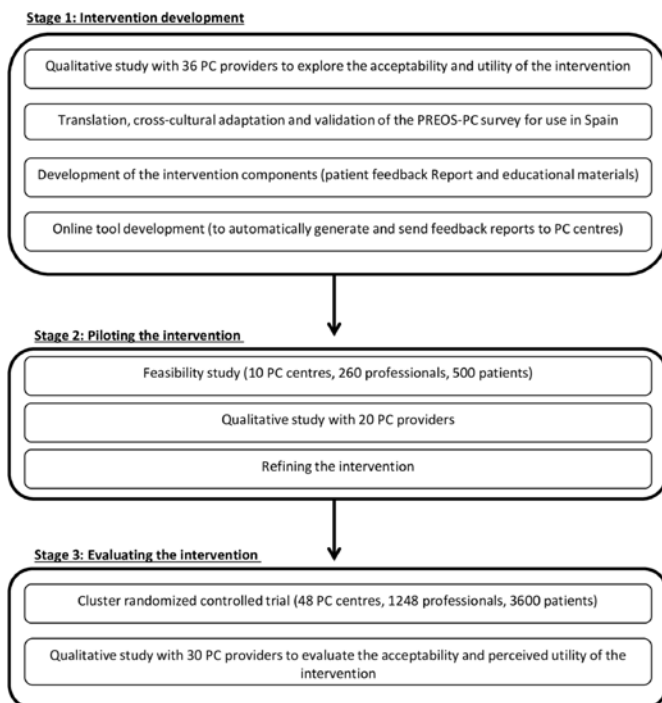 Stage 1: Intervention development
Qualitative study with 36 PC providers to explore the acceptability and utility of the intervention
Translation, cross-cultural adaptation and validation of the PREOS-PC survey for use in Spain
Development of the intervention components (patient feedback Report and educational materials)
Online tool development (to automatically generate and send feedback reports to PC centres)
Stage 2: Piloting the intervention
Feasibility study (10 PC centres, 260 professionals, 500 patients)
Qualitative study with 20 PC providers
Refining the intervention
Stage 3: Evaluating the intervention
Cluster randomized controlled trial (48 PC centres, 1248 professionals, 3600 patients)
Qualitative study with 30 PC providers to evaluate the acceptability and perceived utility of the
intervention